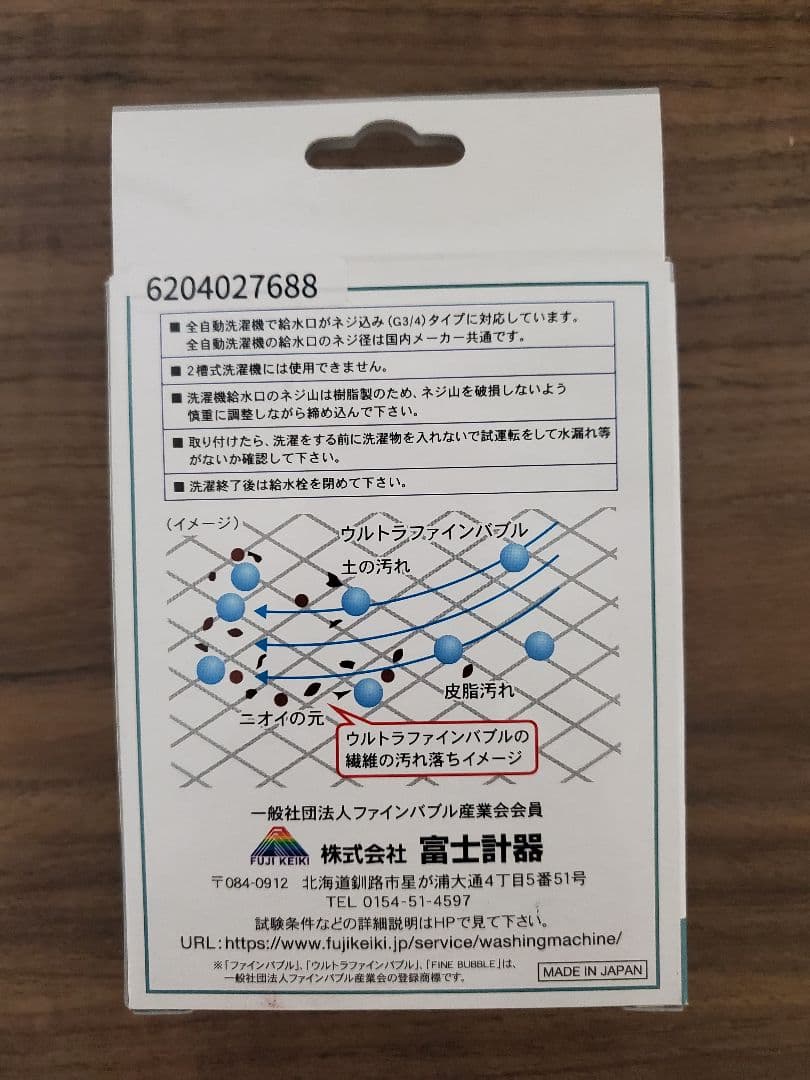 6204027688
■ 全自動洗濯機で給水口がネジ込み(G3/4)タイプに対応しています。
全自動洗濯機の給水口のネジ径は国内メーカー共通です。
■ 2槽式洗濯機には使用できません。
■ 洗濯機給水口のネジ山は樹脂製のため、ネジ山を破損しないよう
慎重に調整しながら締め込んで下さい。
■ 取り付けたら、洗濯をする前に洗濯物を入れないで試運転をして水漏れ等
がないか確認して下さい。
■ 洗濯終了後は給水栓を閉めて下さい。
(イメージ)
ウルトラファインバブル
土の汚れ
皮脂汚れ
ニオイの元
ウルトラファインバブルの
繊維の汚れ落ちイメージ
一般社団法人ファインバブル産業会会員
FUJI KEIKI 株式会社 富士計器
〒084-0912 北海道釧路市星が浦大通4丁目5番51号
TEL 0154-51-4597
試験条件などの詳細説明はHPで見て下さい。
URL:https://www.fujikeiki.jp/service/washingmachine/
※「ファインバブル」、「ウルトラファインバブル」、「FINE BUBBLE」は、
一般社団法人ファインバブル産業会の登録商標です。
MADE IN JAPAN